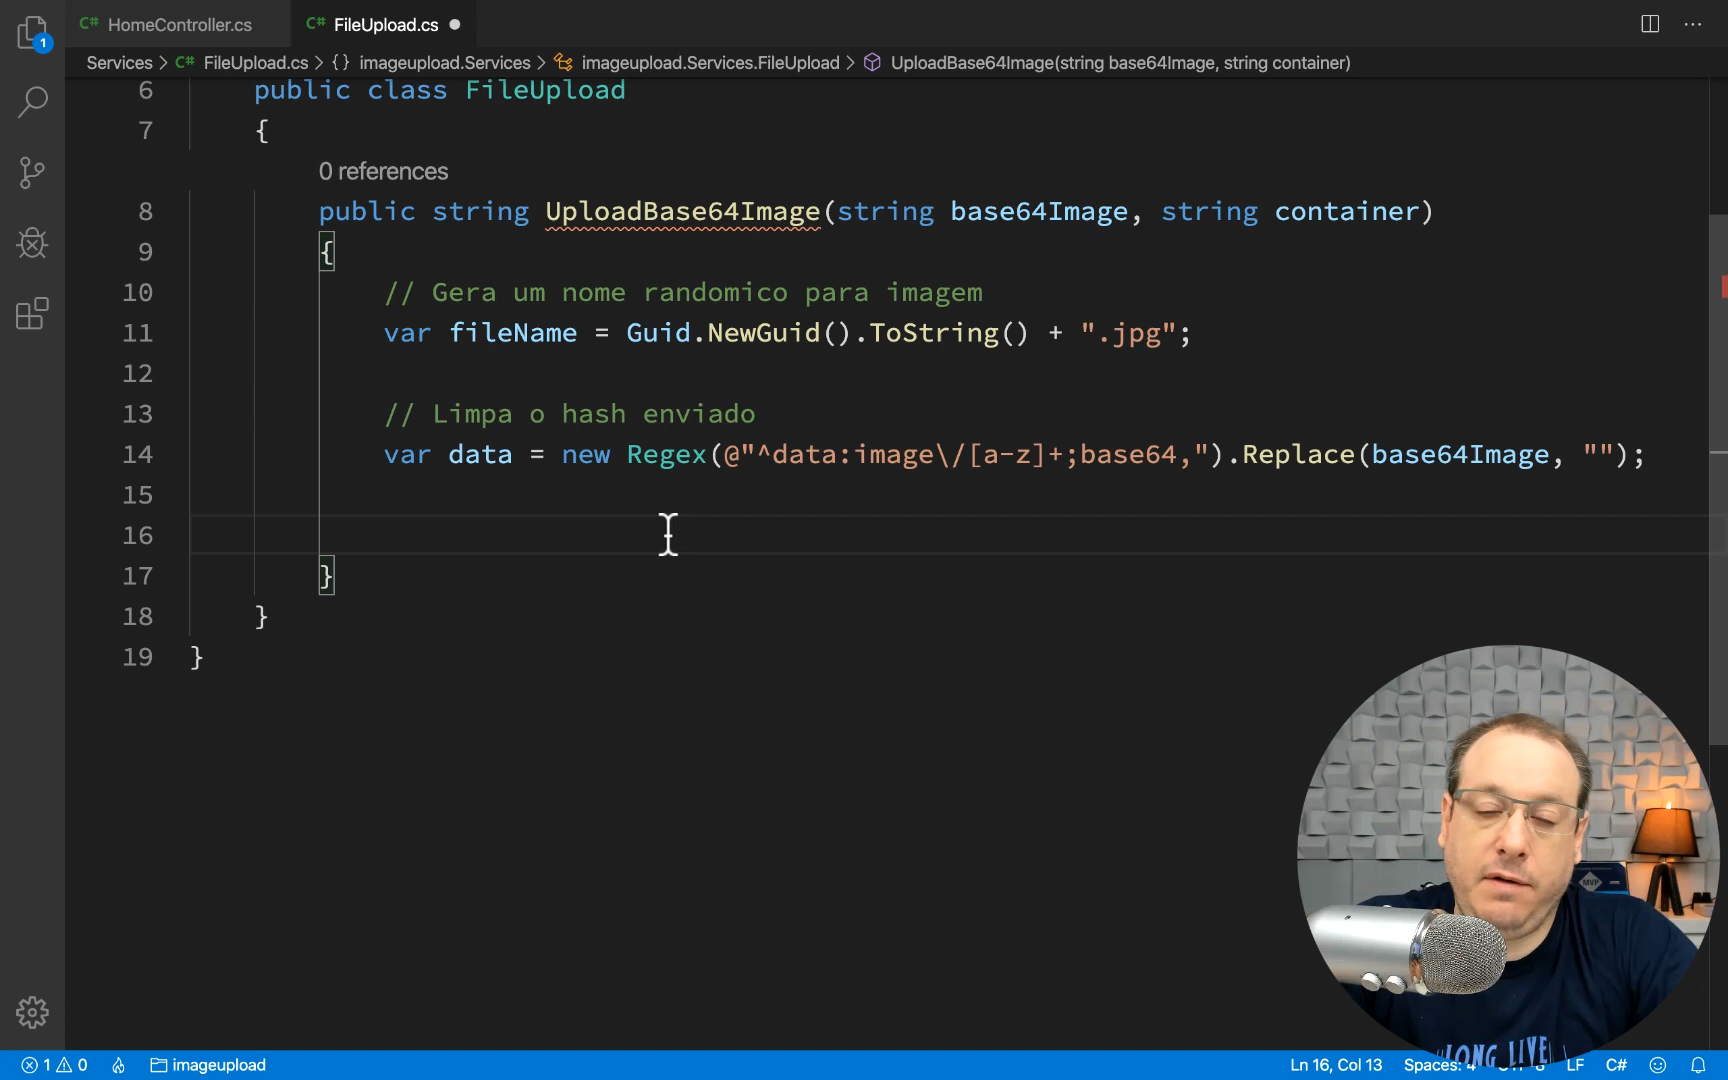 C# HomeController.cs
C# FileUpload.cs
1
Services > C# FileUpload.cs > {} imageupload.Services > imageupload.Services.FileUpload > UploadBase64Image(string base64Image, string container)
6 public class FileUpload
7 {
0 references
8 public string UploadBase64Image(string base64Image, string container)
9 {
10 // Gera um nome randomico para imagem
11 var fileName = Guid.NewGuid().ToString() + ".jpg";
12
13 // Limpa o hash enviado
14 var data = new Regex(@"^data:image\/[a-z]+;base64,").Replace(base64Image, "");
15
16
17 }
18 }
19 }
MVP
LONG LIVE
1 0 imageupload Ln 16, Col 13 Spaces: 4 LF C#